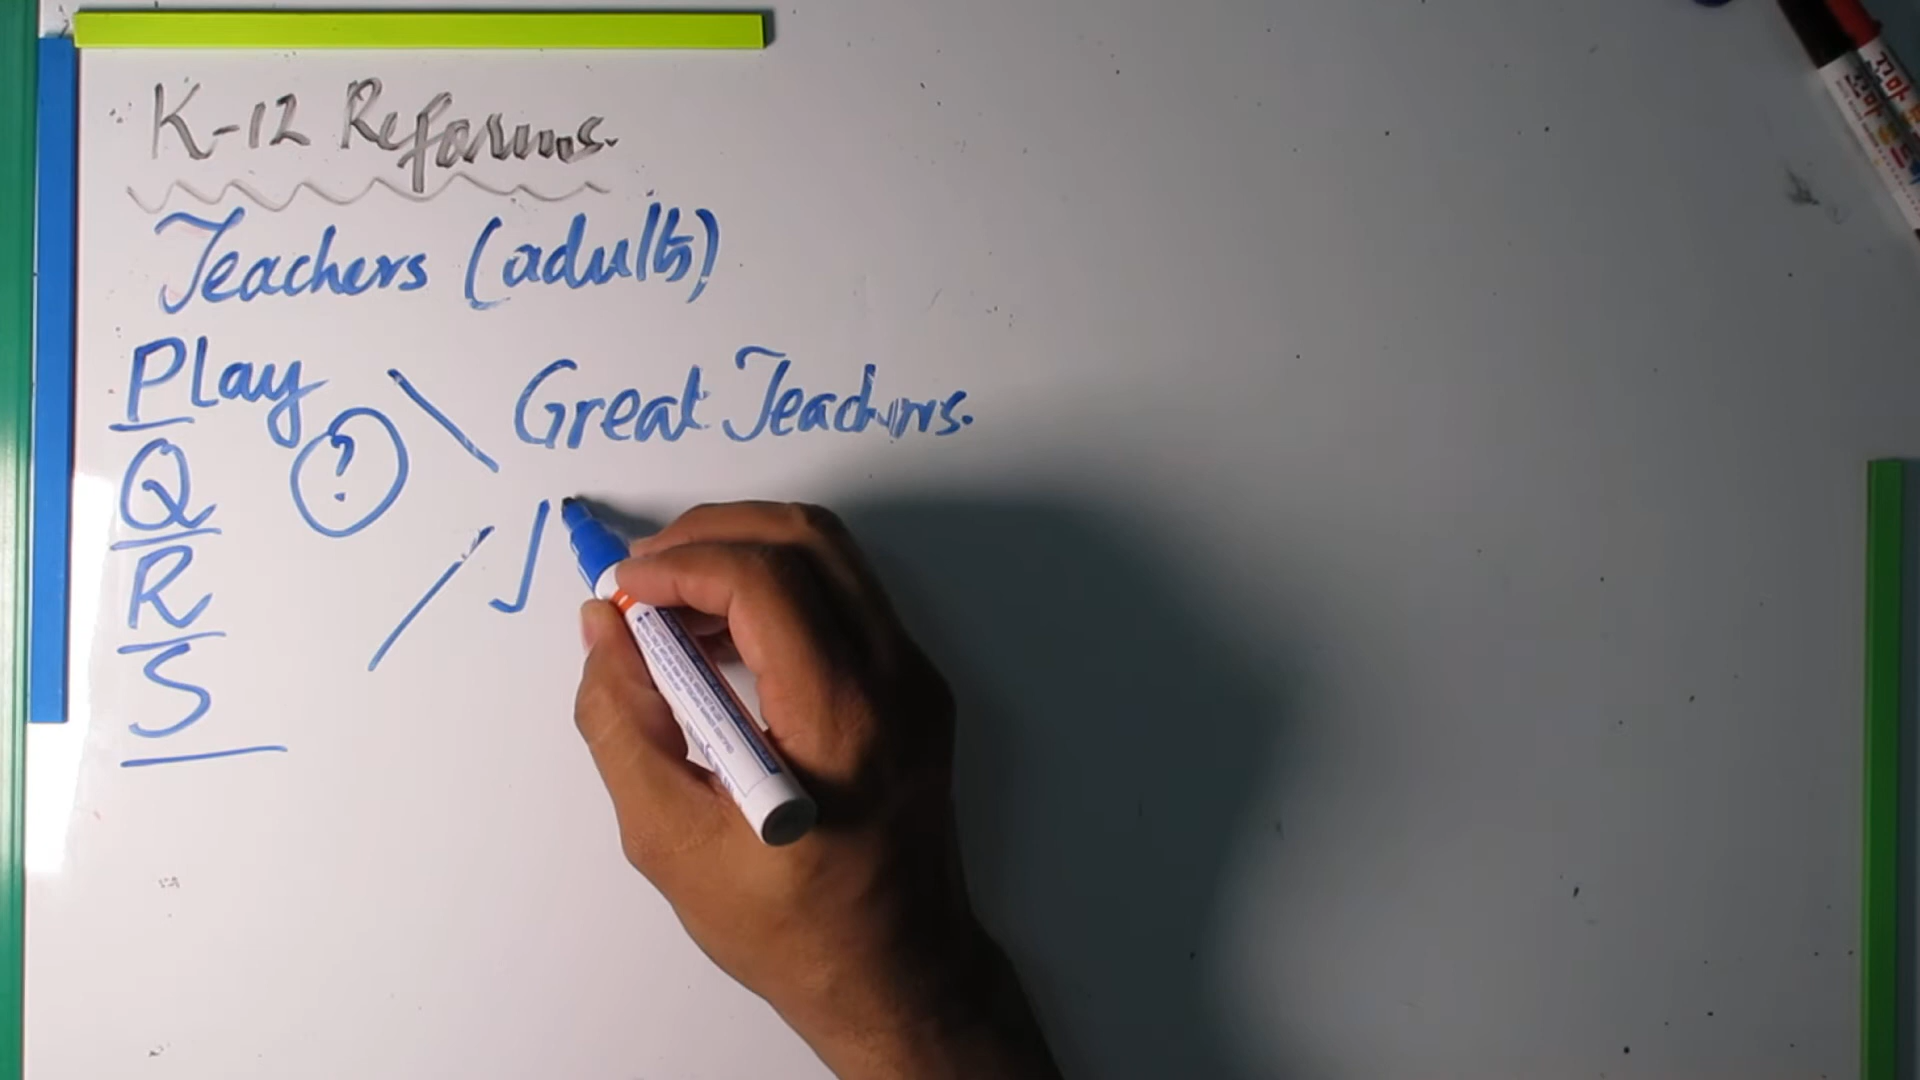 K-12 Reforms.
Teachers (adults)
Play
Great Teachers.
?
Q
R
S